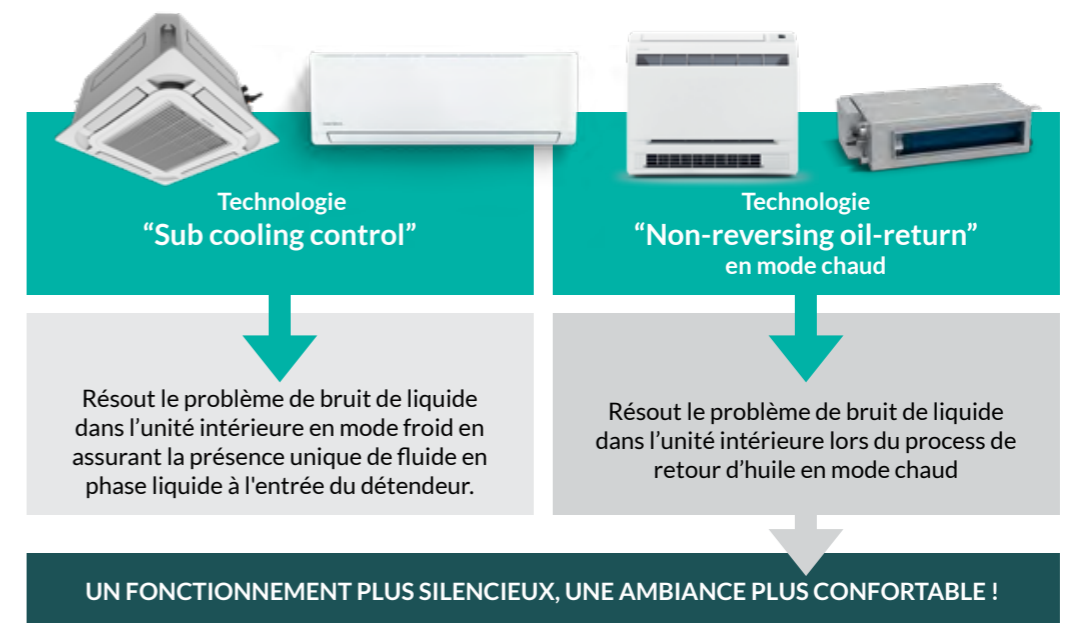 Technologie
“Sub cooling control”
Technologie
“Non-reversing oil-return”
en mode chaud
Résout le problème de bruit de liquide
dans l’unité intérieure en mode froid en
assurant la présence unique de fluide en
phase liquide à l'entrée du détendeur.
Résout le problème de bruit de liquide
dans l’unité intérieure lors du process de
retour d’huile en mode chaud
UN FONCTIONNEMENT PLUS SILENCIEUX, UNE AMBIANCE PLUS CONFORTABLE !